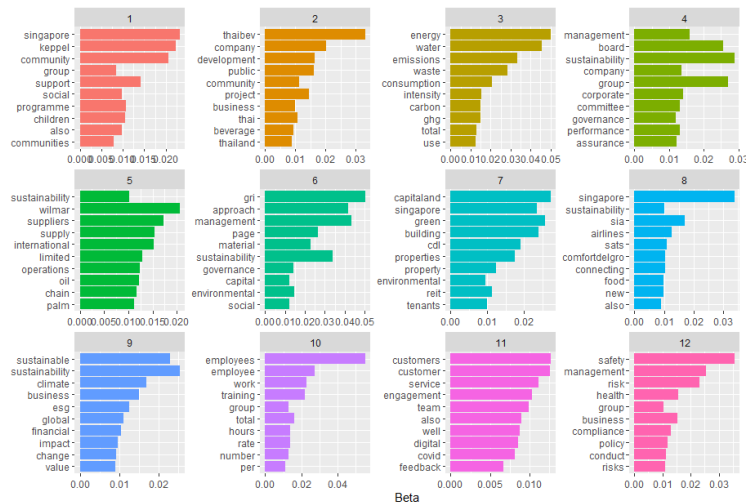 1
singapore
keppel
community
group
support
social
programme
children
also
communities
0.000 0.005 0.010 0.015 0.020
2
thaibev
company
development
public
community
project
business
thai
beverage
thailand
0.00 0.01 0.02 0.03
3
energy
water
emissions
waste
consumption
intensity
carbon
ghg
total
use
0.00 0.01 0.02 0.03 0.04 0.05
4
management
board
sustainability
company
group
corporate
committee
governance
performance
assurance
0.00 0.01 0.02 0.03
5
sustainability
wilmar
suppliers
supply
international
limited
operations
oil
chain
palm
0.000 0.005 0.010 0.015 0.020
6
gri
approach
management
page
material
sustainability
governance
capital
environmental
social
0.00 0.01 0.02 0.03 0.04 0.05
7
capitaland
singapore
green
building
cdl
properties
property
environmental
reit
tenants
0.00 0.01 0.02
8
singapore
sustainability
sia
airlines
sats
comfortdelgro
connecting
food
new
also
0.00 0.01 0.02 0.03
9
sustainable
sustainability
climate
business
esg
global
financial
impact
change
value
0.00 0.01 0.02
10
employees
employee
work
training
group
total
hours
rate
number
per
0.00 0.02 0.04
11
customers
customer
service
engagement
team
also
well
digital
covid
feedback
0.000 0.005 0.010
12
safety
management
risk
health
group
business
compliance
policy
conduct
risks
0.00 0.01 0.02 0.03
Beta